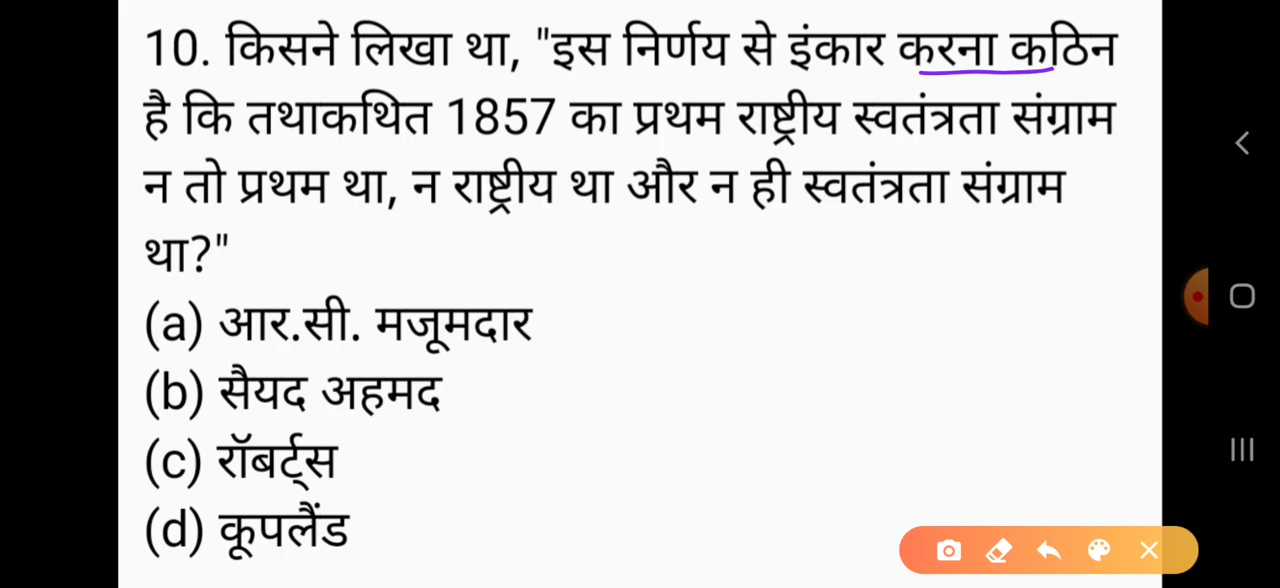 10. किसने लिखा था, "इस निर्णय से इंकार करना कठिन
है कि तथाकथित 1857 का प्रथम राष्ट्रीय स्वतंत्रता संग्राम
न तो प्रथम था, न राष्ट्रीय था और न ही स्वतंत्रता संग्राम
था?"
(a) आर.सी. मजूमदार
(b) सैयद अहमद
(c) रॉबर्ट्स
(d) कूपलैंड